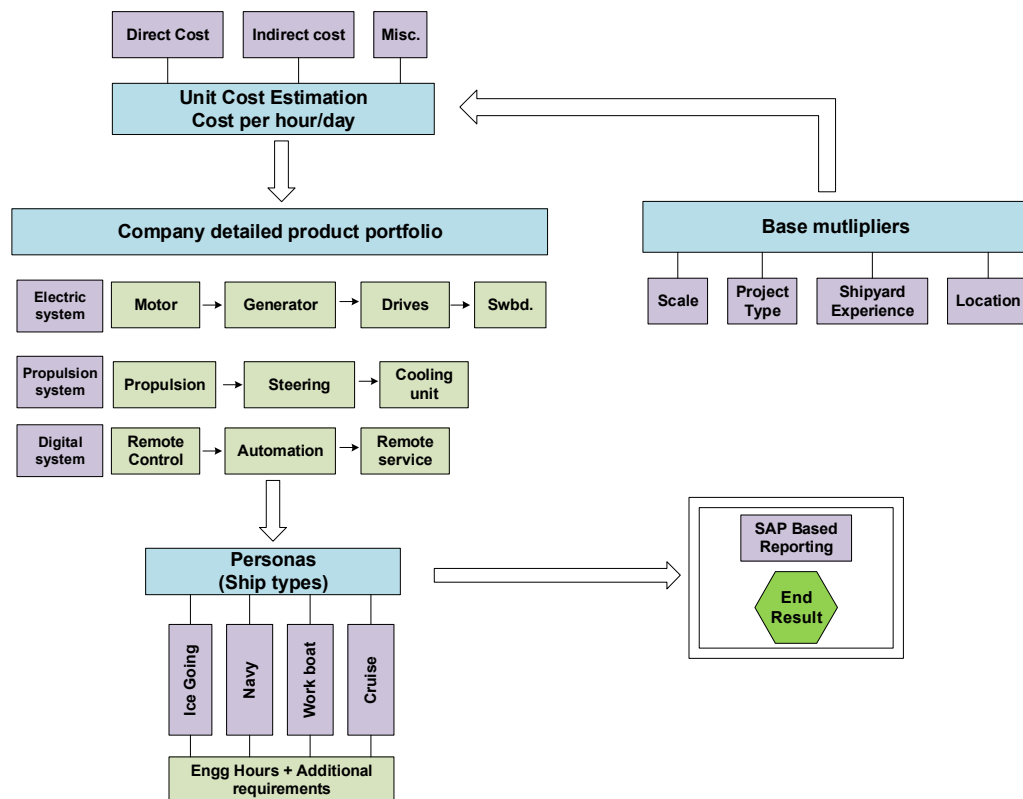 Direct Cost
Indirect cost
Misc.
Unit Cost Estimation
Cost per hour/day
Company detailed product portfolio
Base mutlipliers
Electric
system
Motor
Generator
Drives
Swbd.
Scale
Project
Type
Shipyard
Experience
Location
Propulsion
system
Propulsion
Steering
Cooling
unit
Digital
system
Remote
Control
Automation
Remote
service
Personas
(Ship types)
SAP Based
Reporting
End
Result
Ice Going
Navy
Work boat
Cruise
Engg Hours + Additional
requirements